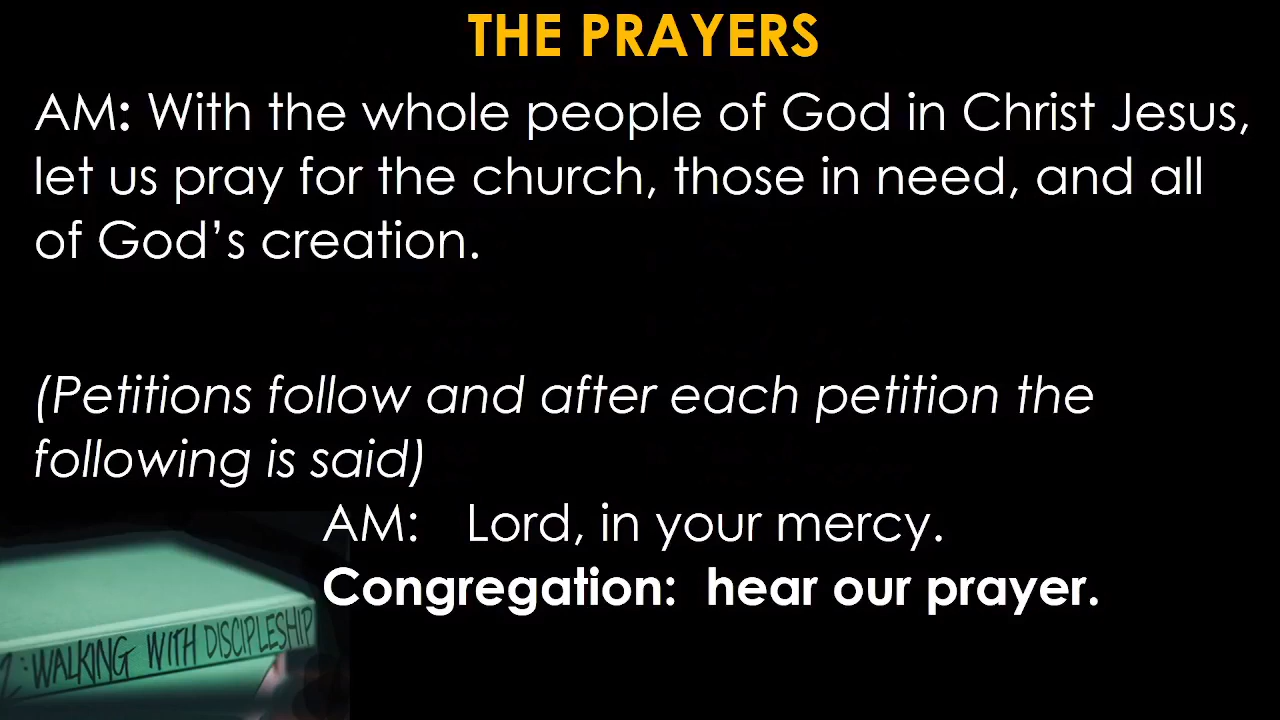 THE PRAYERS
AM: With the whole people of God in Christ Jesus,
let us pray for the church, those in need, and all
of God’s creation.
(Petitions follow and after each petition the
following is said)
AM: Lord, in your mercy.
Congregation: hear our prayer.
: WALKING WITH DISCIPLESHIP